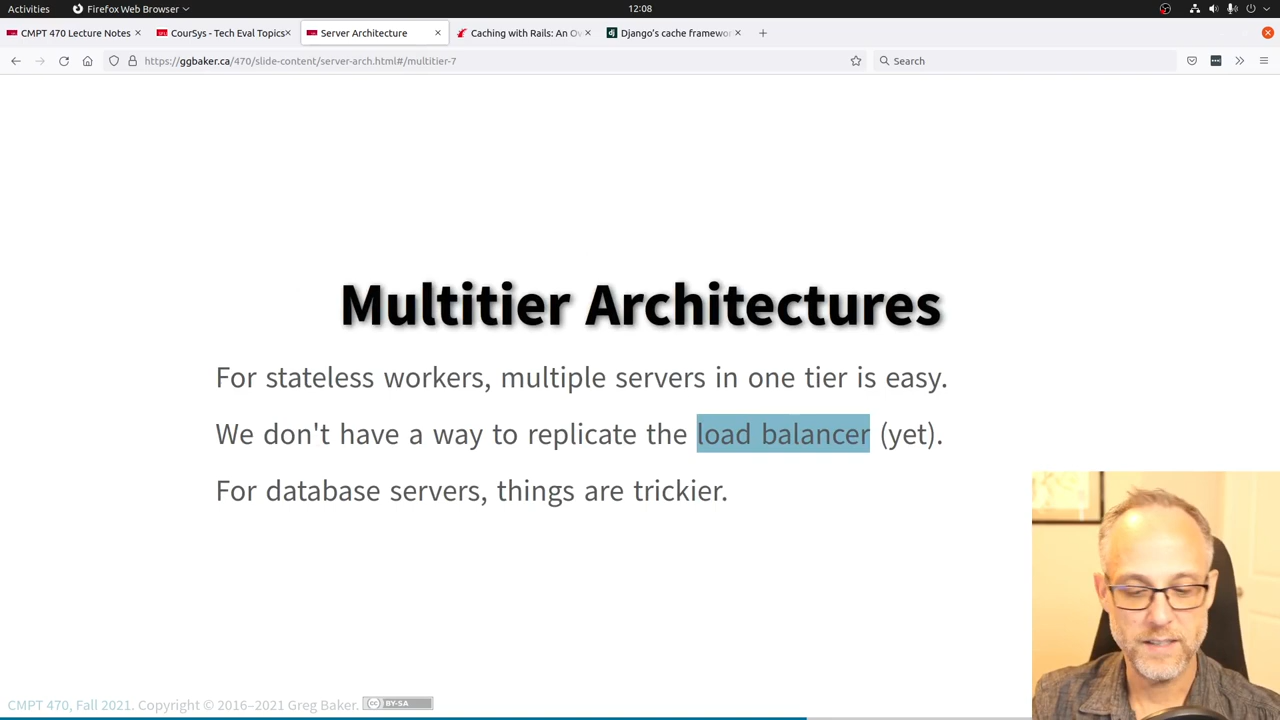 Activities
Firefox Web Browser
12:08
CMPT 470 Lecture Notes
CourSys - Tech Eval Topics
Server Architecture
Caching with Rails: An Ov
Django's cache framewor
https://ggbaker.ca/470/slide-content/server-arch.html#/multitier-7
Search
Multitier Architectures
For stateless workers, multiple servers in one tier is easy.
We don't have a way to replicate the load balancer (yet).
For database servers, things are trickier.
CMPT 470, Fall 2021. Copyright © 2016–2021 Greg Baker.
BY-SA